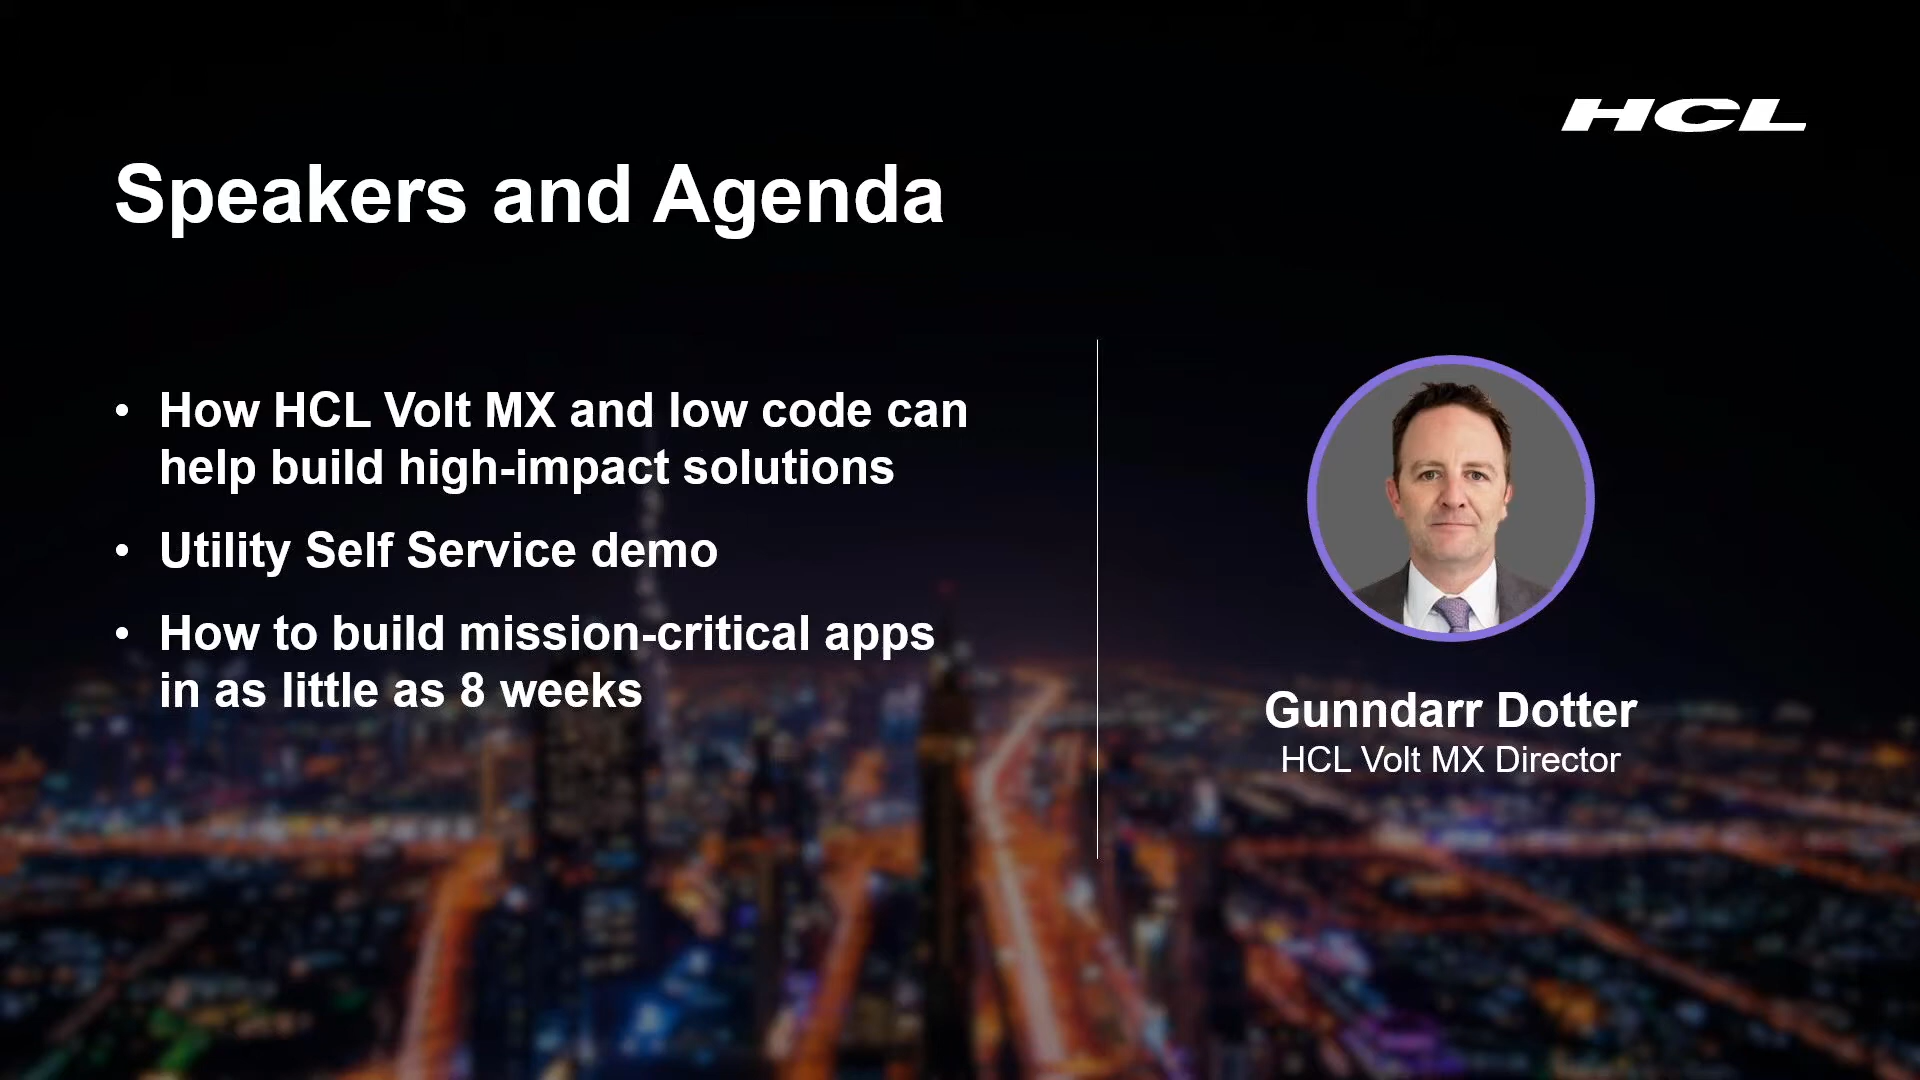 HCL
Speakers and Agenda
• How HCL Volt MX and low code can
help build high-impact solutions
• Utility Self Service demo
• How to build mission-critical apps
in as little as 8 weeks
Gunndarr Dotter
HCL Volt MX Director